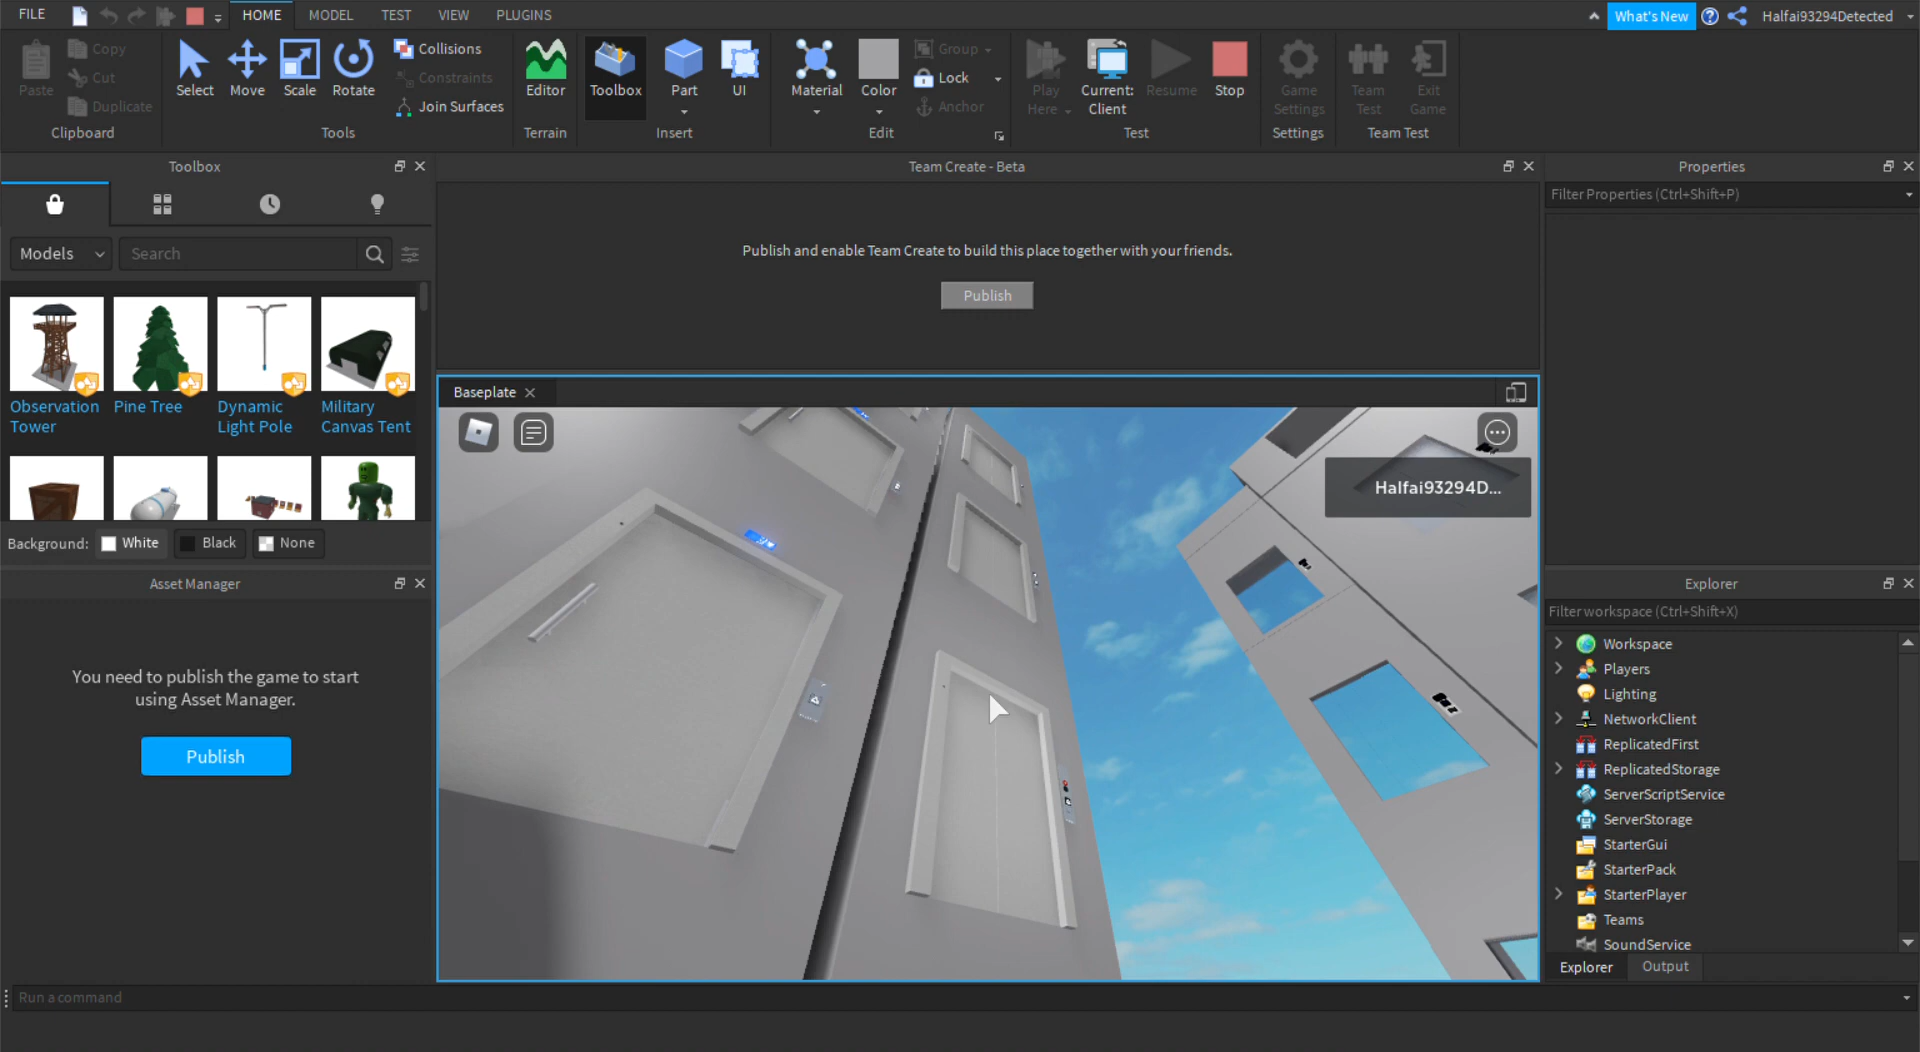 FILE
HOME
MODEL
TEST
VIEW
PLUGINS
What's New
Halfai93294Detected
Paste
Copy
Cut
Duplicate
Clipboard
Select
Move
Scale
Rotate
Collisions
Constraints
Join Surfaces
Tools
Editor
Terrain
Toolbox
Part
UI
Insert
Material
Color
Group
Lock
Anchor
Edit
Play
Here
Current:
Client
Resume
Stop
Test
Game
Settings
Settings
Team
Test
Exit
Game
Team Test
Toolbox
Models
Search
Observation
Tower
Pine Tree
Dynamic
Light Pole
Military
Canvas Tent
Background:
White
Black
None
Asset Manager
You need to publish the game to start
using Asset Manager.
Publish
Team Create - Beta
Publish and enable Team Create to build this place together with your friends.
Publish
Baseplate
Halfai93294D...
Properties
Filter Properties (Ctrl+Shift+P)
Explorer
Filter workspace (Ctrl+Shift+X)
Workspace
Players
Lighting
NetworkClient
ReplicatedFirst
ReplicatedStorage
ServerScriptService
ServerStorage
StarterGui
StarterPack
StarterPlayer
Teams
SoundService
Explorer
Output
Run a command